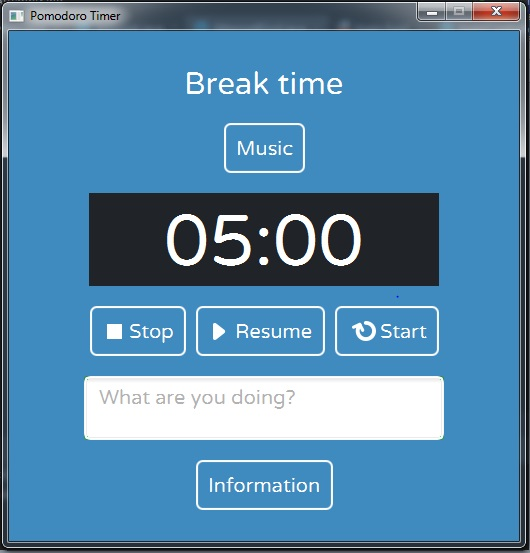 Pomodoro Timer
Break time
Music
05:00
Stop Resume Start
What are you doing?
Information